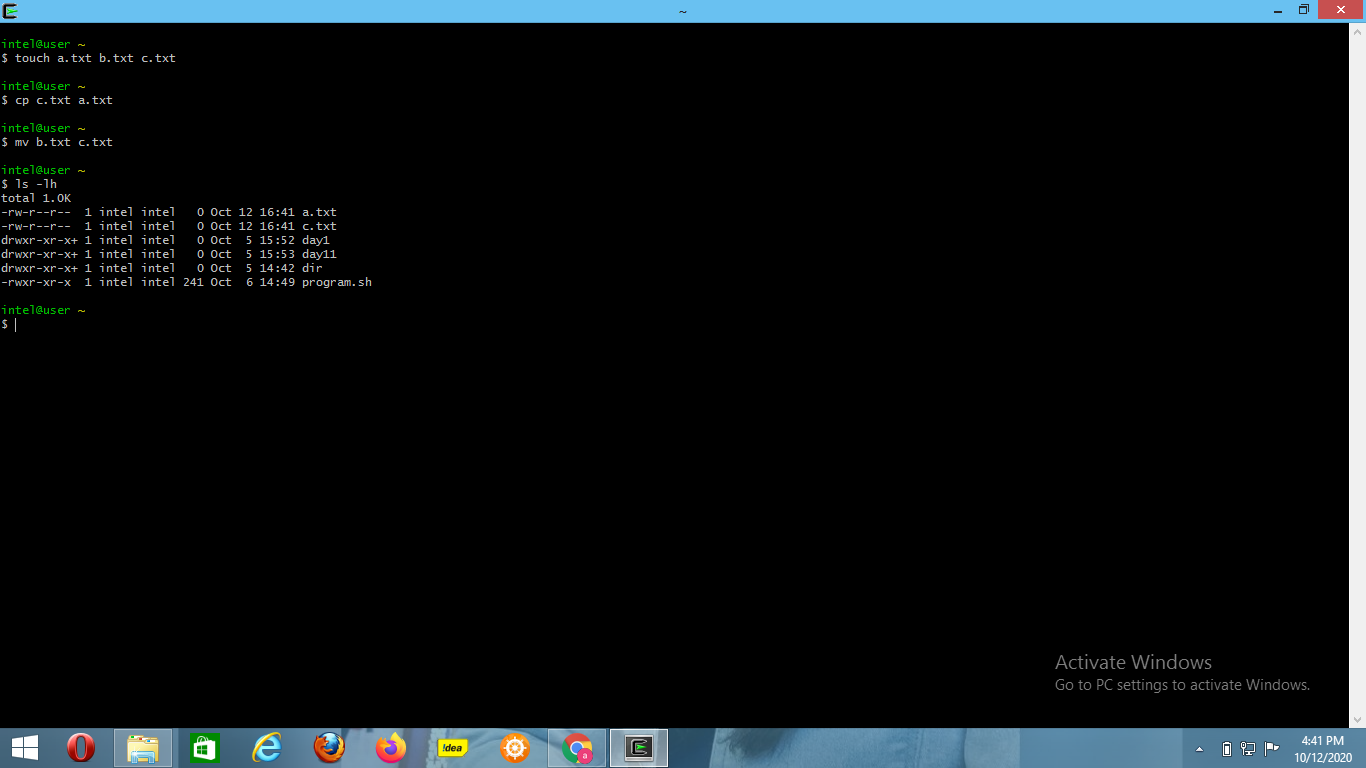 ~
intel@user ~
$ touch a.txt b.txt c.txt
intel@user ~
$ cp c.txt a.txt
intel@user ~
$ mv b.txt c.txt
intel@user ~
$ ls -lh
total 1.0K
-rw-r--r--  1 intel intel   0 Oct 12 16:41 a.txt
-rw-r--r--  1 intel intel   0 Oct 12 16:41 c.txt
drwxr-xr-x+ 1 intel intel   0 Oct  5 15:52 day1
drwxr-xr-x+ 1 intel intel   0 Oct  5 15:53 day11
drwxr-xr-x+ 1 intel intel   0 Oct  5 14:42 dir
-rwxr-xr-x  1 intel intel 241 Oct  6 14:49 program.sh
intel@user ~
$
Activate Windows
Go to PC settings to activate Windows.
!dea
a
4:41 PM
10/12/2020